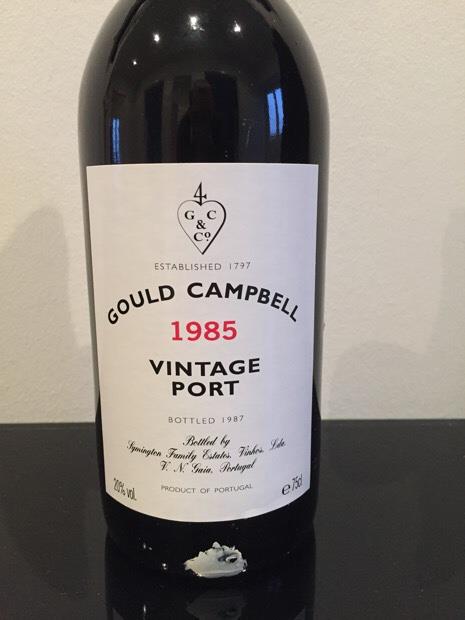 4
G C
&
Co.
ESTABLISHED 1797
GOULD CAMPBELL
1985
VINTAGE
PORT
BOTTLED 1987
Bottled by
Symington Family Estates, Vinhos, Lda.
V. N. Gaia, Portugal
20% vol.
PRODUCT OF PORTUGAL
e 75cl